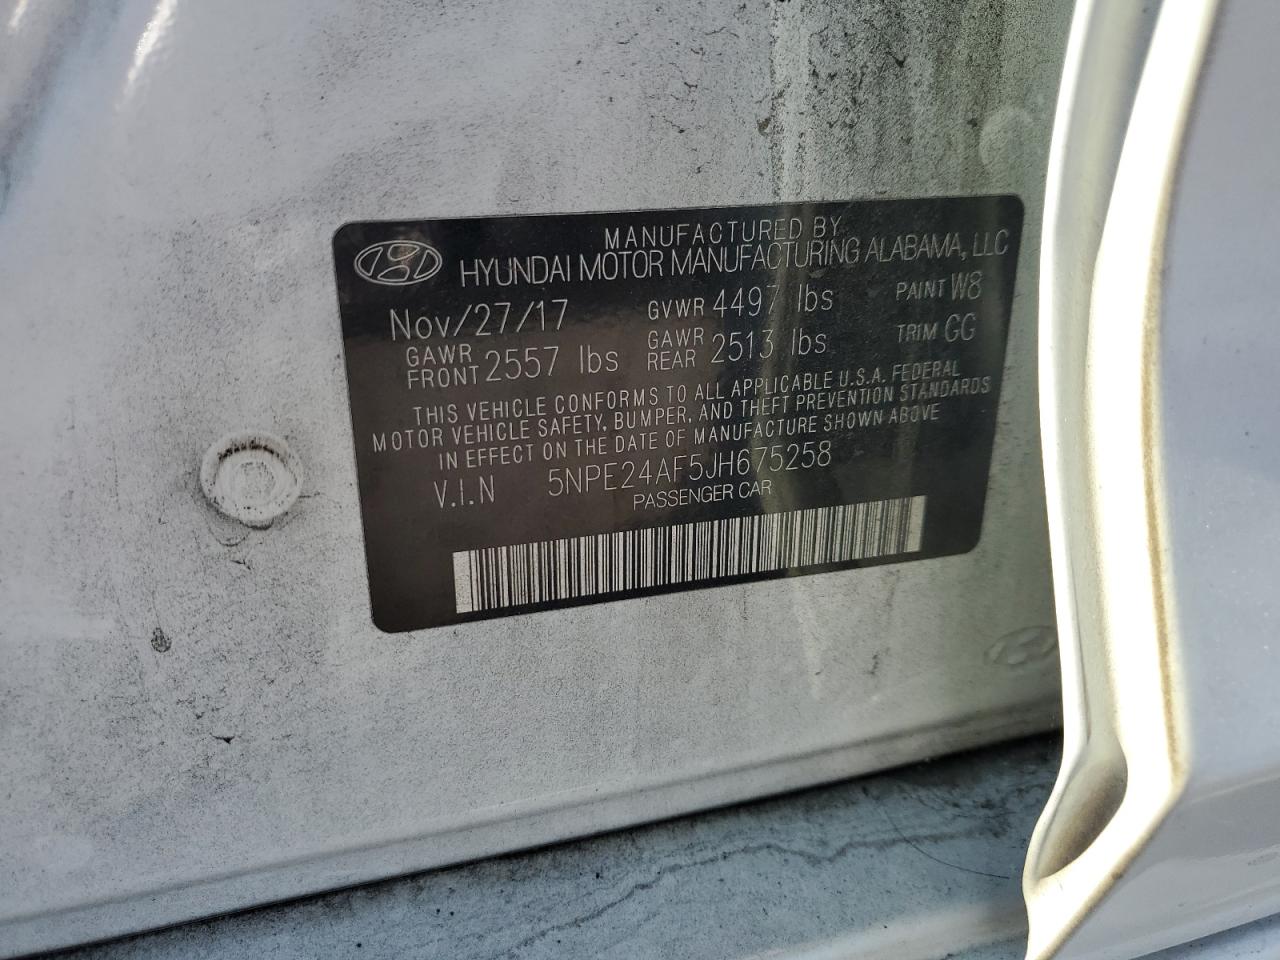 MANUFACTURED BY
HYUNDAI MOTOR MANUFACTURING ALABAMA, LLC
Nov/27/17 GVWR 4497 lbs PAINT W8
GAWR FRONT 2557 lbs GAWR REAR 2513 lbs TRIM GG
THIS VEHICLE CONFORMS TO ALL APPLICABLE U.S.A. FEDERAL
MOTOR VEHICLE SAFETY, BUMPER, AND THEFT PREVENTION STANDARDS
IN EFFECT ON THE DATE OF MANUFACTURE SHOWN ABOVE
V.I.N 5NPE24AF5JH675258
PASSENGER CAR